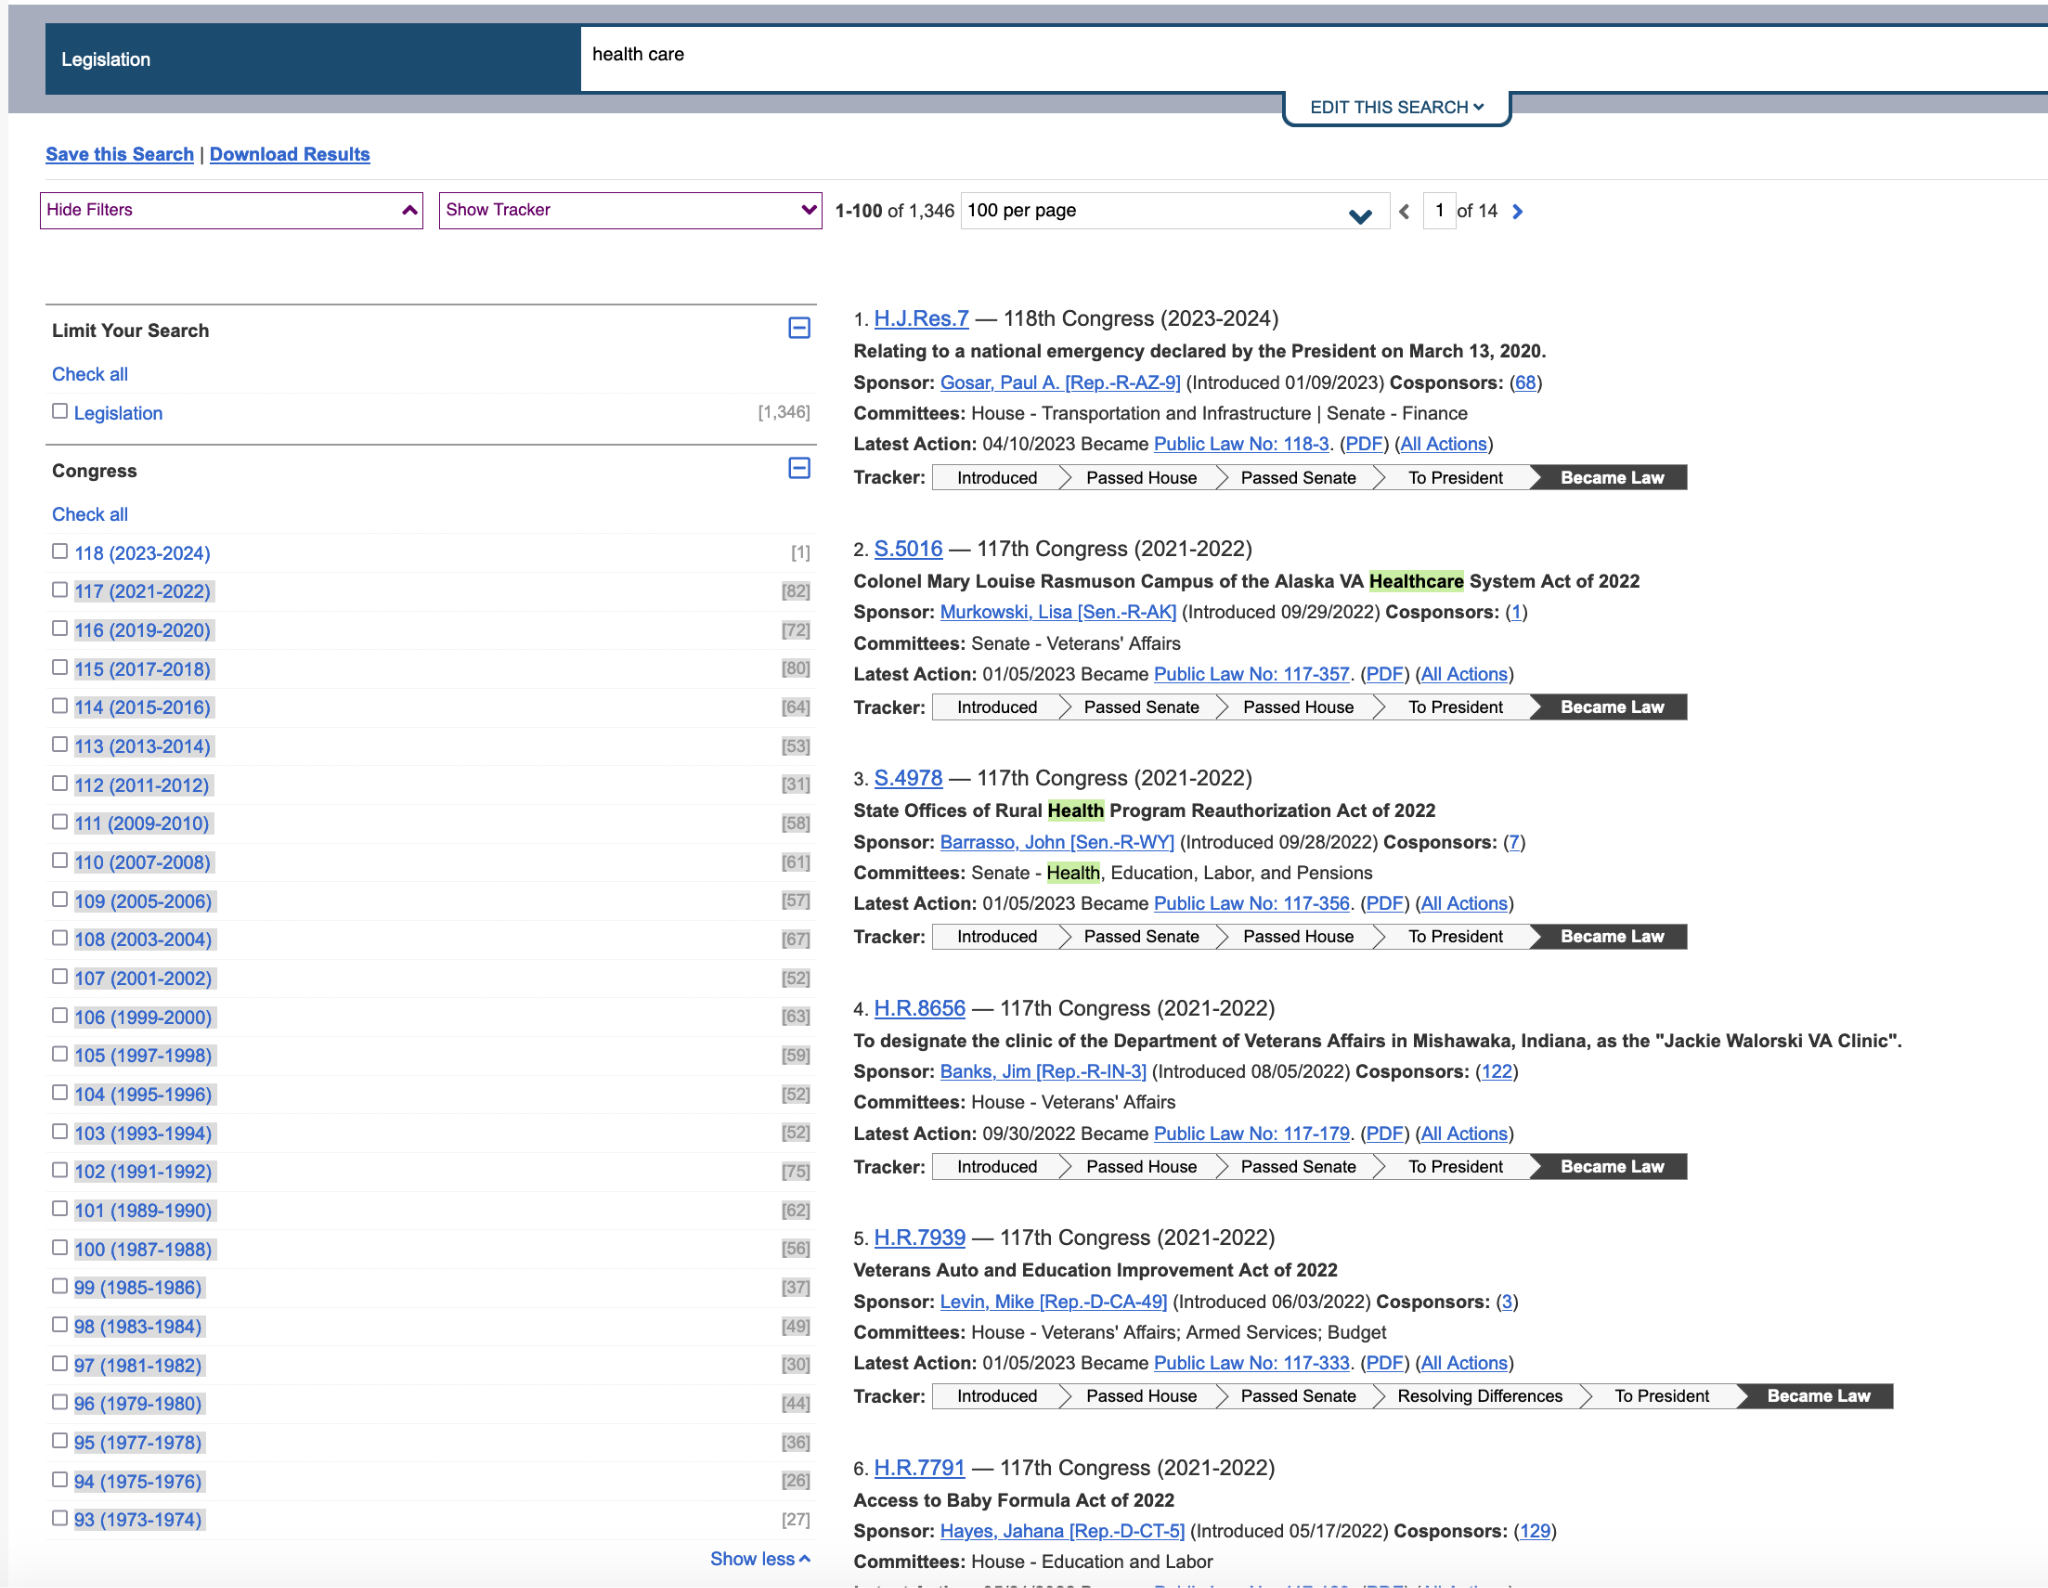 Legislation
health care
EDIT THIS SEARCH
Save this Search | Download Results
Hide Filters
Show Tracker
1-100 of 1,346
100 per page
1 of 14
Limit Your Search
Check all
Legislation [1,346]
Congress
Check all
118 (2023-2024) [1]
117 (2021-2022) [82]
116 (2019-2020) [72]
115 (2017-2018) [80]
114 (2015-2016) [64]
113 (2013-2014) [53]
112 (2011-2012) [31]
111 (2009-2010) [58]
110 (2007-2008) [61]
109 (2005-2006) [57]
108 (2003-2004) [67]
107 (2001-2002) [52]
106 (1999-2000) [63]
105 (1997-1998) [59]
104 (1995-1996) [52]
103 (1993-1994) [52]
102 (1991-1992) [75]
101 (1989-1990) [62]
100 (1987-1988) [56]
99 (1985-1986) [37]
98 (1983-1984) [49]
97 (1981-1982) [30]
96 (1979-1980) [44]
95 (1977-1978) [36]
94 (1975-1976) [26]
93 (1973-1974) [27]
Show less
1. H.J.Res.7 — 118th Congress (2023-2024)
Relating to a national emergency declared by the President on March 13, 2020.
Sponsor: Gosar, Paul A. [Rep.-R-AZ-9] (Introduced 01/09/2023) Cosponsors: (68)
Committees: House - Transportation and Infrastructure | Senate - Finance
Latest Action: 04/10/2023 Became Public Law No: 118-3. (PDF) (All Actions)
Tracker: Introduced Passed House Passed Senate To President Became Law
2. S.5016 — 117th Congress (2021-2022)
Colonel Mary Louise Rasmuson Campus of the Alaska VA Healthcare System Act of 2022
Sponsor: Murkowski, Lisa [Sen.-R-AK] (Introduced 09/29/2022) Cosponsors: (1)
Committees: Senate - Veterans' Affairs
Latest Action: 01/05/2023 Became Public Law No: 117-357. (PDF) (All Actions)
Tracker: Introduced Passed Senate Passed House To President Became Law
3. S.4978 — 117th Congress (2021-2022)
State Offices of Rural Health Program Reauthorization Act of 2022
Sponsor: Barrasso, John [Sen.-R-WY] (Introduced 09/28/2022) Cosponsors: (7)
Committees: Senate - Health, Education, Labor, and Pensions
Latest Action: 01/05/2023 Became Public Law No: 117-356. (PDF) (All Actions)
Tracker: Introduced Passed Senate Passed House To President Became Law
4. H.R.8656 — 117th Congress (2021-2022)
To designate the clinic of the Department of Veterans Affairs in Mishawaka, Indiana, as the "Jackie Walorski VA Clinic".
Sponsor: Banks, Jim [Rep.-R-IN-3] (Introduced 08/05/2022) Cosponsors: (122)
Committees: House - Veterans' Affairs
Latest Action: 09/30/2022 Became Public Law No: 117-179. (PDF) (All Actions)
Tracker: Introduced Passed House Passed Senate To President Became Law
5. H.R.7939 — 117th Congress (2021-2022)
Veterans Auto and Education Improvement Act of 2022
Sponsor: Levin, Mike [Rep.-D-CA-49] (Introduced 06/03/2022) Cosponsors: (3)
Committees: House - Veterans' Affairs; Armed Services; Budget
Latest Action: 01/05/2023 Became Public Law No: 117-333. (PDF) (All Actions)
Tracker: Introduced Passed House Passed Senate Resolving Differences To President Became Law
6. H.R.7791 — 117th Congress (2021-2022)
Access to Baby Formula Act of 2022
Sponsor: Hayes, Jahana [Rep.-D-CT-5] (Introduced 05/17/2022) Cosponsors: (129)
Committees: House - Education and Labor